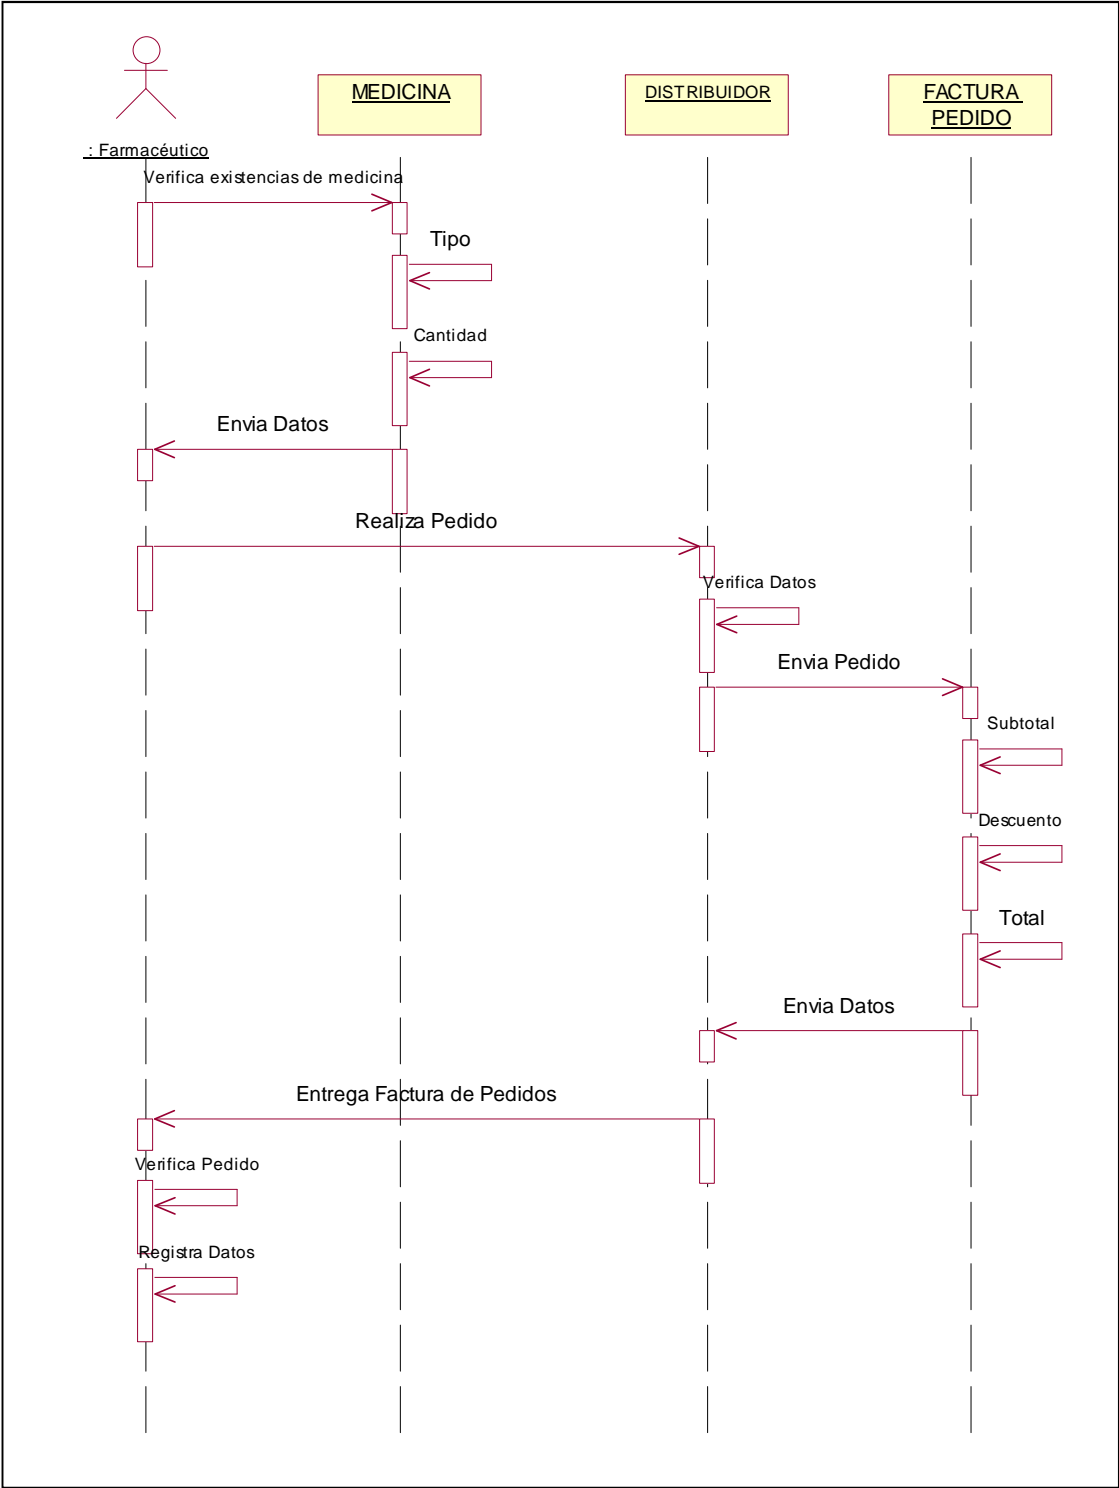 MEDICINA
DISTRIBUIDOR
FACTURA
PEDIDO
: Farmacéutico
Verifica existencias de medicina
Tipo
Cantidad
Envia Datos
Realiza Pedido
Verifica Datos
Envia Pedido
Subtotal
Descuento
Total
Envia Datos
Entrega Factura de Pedidos
Verifica Pedido
Registra Datos